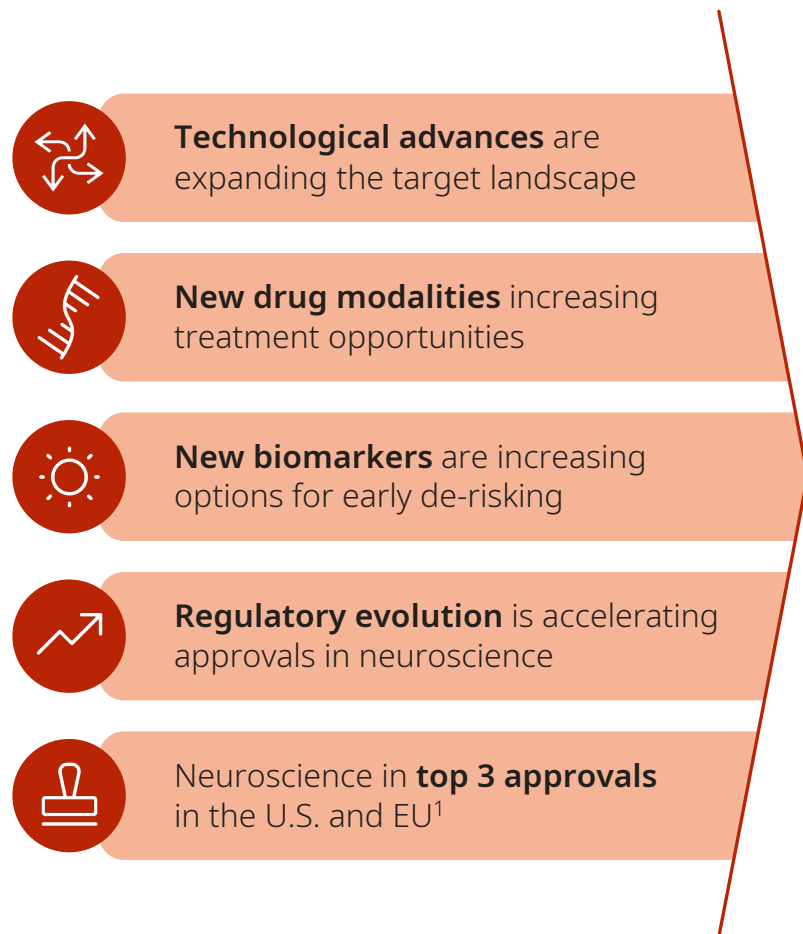 Technological advances are
expanding the target landscape
New drug modalities increasing
treatment opportunities
New biomarkers are increasing
options for early de-risking
Regulatory evolution is accelerating
approvals in neuroscience
Neuroscience in top 3 approvals
in the U.S. and EU¹